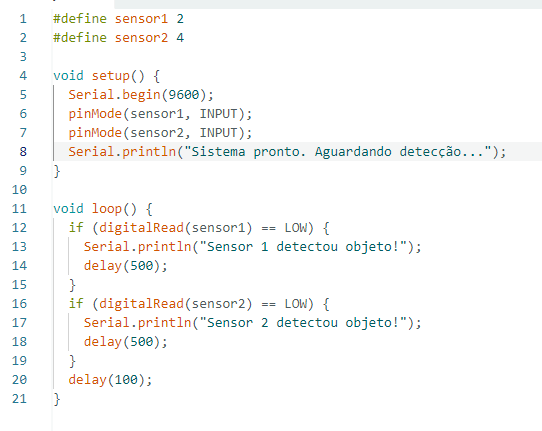 1 #define sensor1 2
2 #define sensor2 4
3
4 void setup() {
5 Serial.begin(9600);
6 pinMode(sensor1, INPUT);
7 pinMode(sensor2, INPUT);
8 Serial.println("Sistema pronto. Aguardando detecção...");
9 }
10
11 void loop() {
12 if (digitalRead(sensor1) == LOW) {
13 Serial.println("Sensor 1 detectou objeto!");
14 delay(500);
15 }
16 if (digitalRead(sensor2) == LOW) {
17 Serial.println("Sensor 2 detectou objeto!");
18 delay(500);
19 }
20 delay(100);
21 }